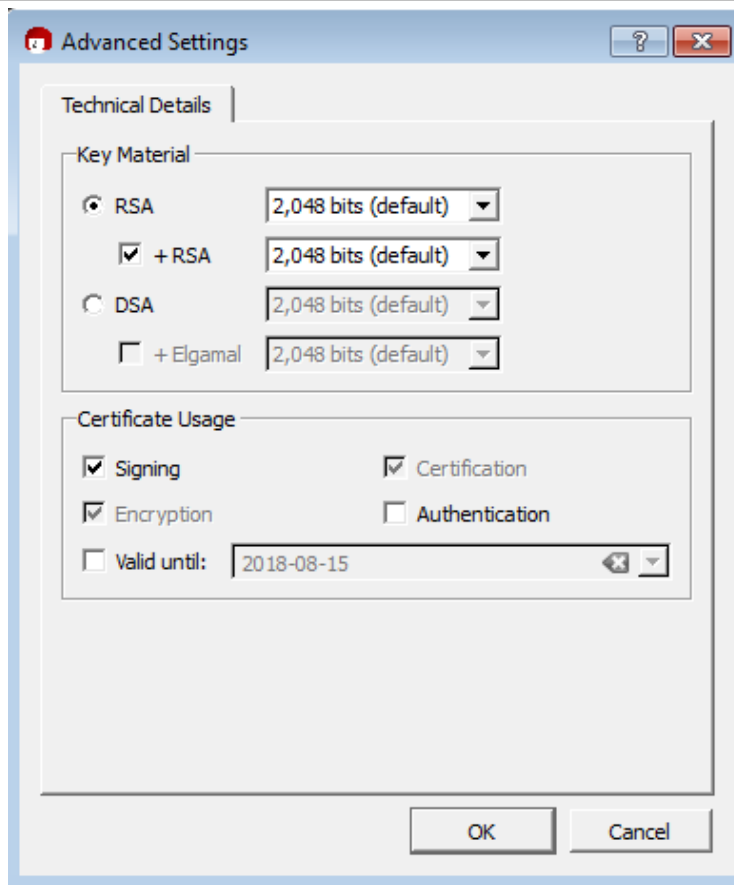 Advanced Settings
Technical Details
Key Material
RSA 2,048 bits (default)
+ RSA 2,048 bits (default)
DSA 2,048 bits (default)
+ Elgamal 2,048 bits (default)
Certificate Usage
Signing Certification
Encryption Authentication
Valid until: 2018-08-15
OK Cancel